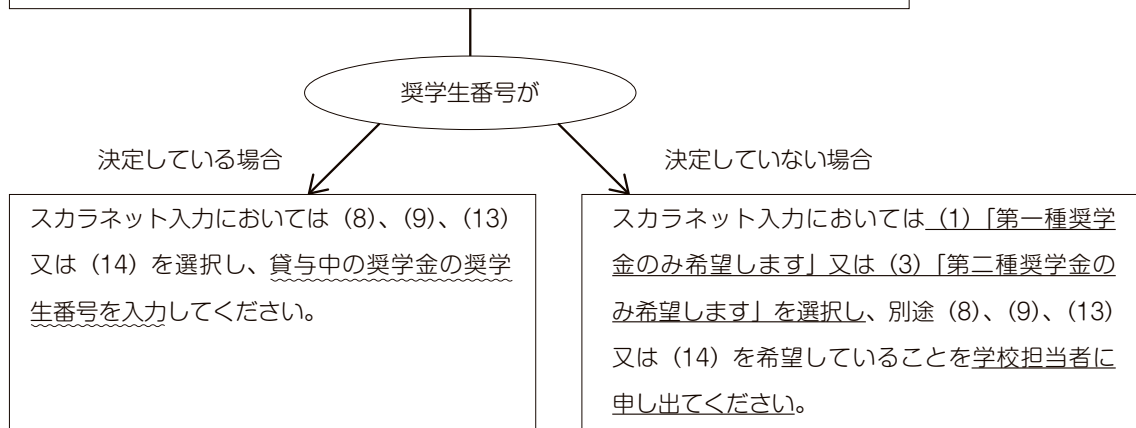 奨学生番号が
決定している場合
決定していない場合
スカラネット入力においては（8）、（9）、（13）
又は（14）を選択し、貸与中の奨学金の奨学
生番号を入力してください。
スカラネット入力においては（1）「第一種奨学
金のみ希望します」又は（3）「第二種奨学金の
み希望します」を選択し、別途（8）、（9）、（13）
又は（14）を希望していることを学校担当者に
申し出てください。